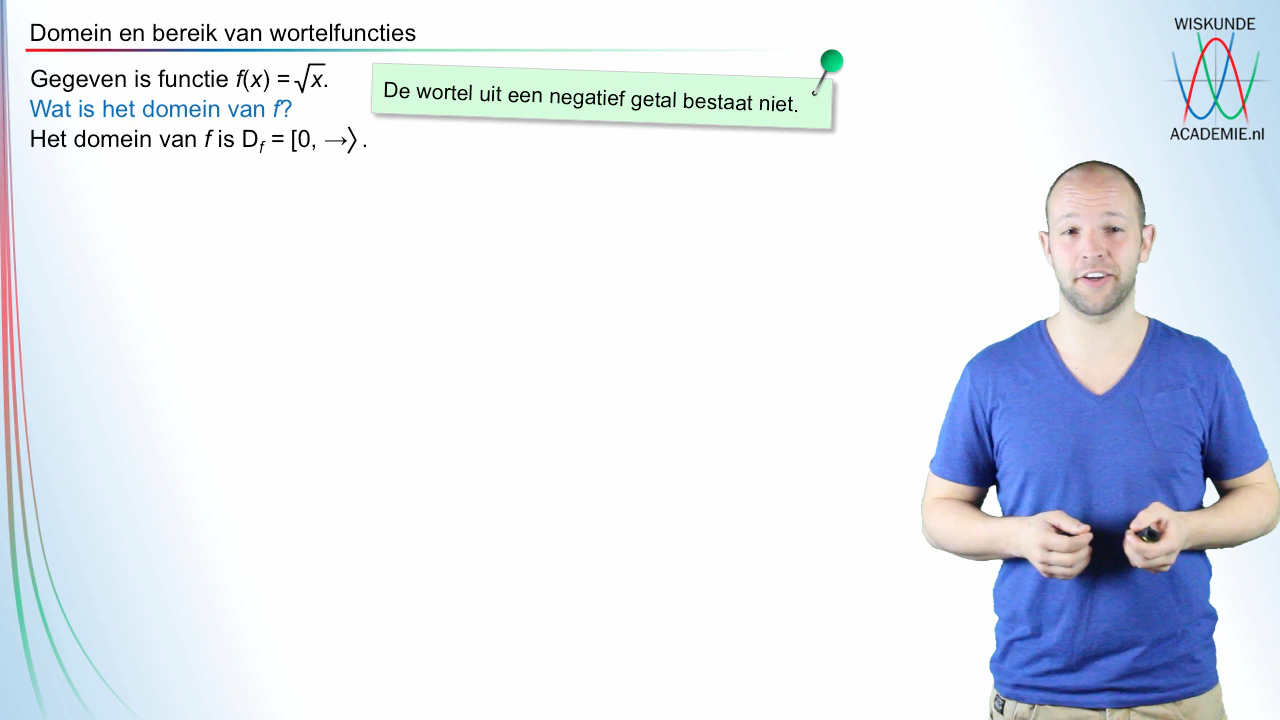 Domein en bereik van wortelfuncties
Gegeven is functie f(x) = √x.
De wortel uit een negatief getal bestaat niet.
Wat is het domein van f?
Het domein van f is D_f = [0, →⟩.
WISKUNDE
ACADEMIE.nl